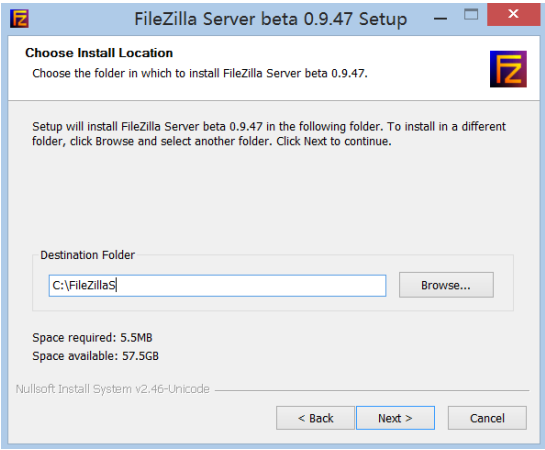 FileZilla Server beta 0.9.47 Setup
Choose Install Location
Choose the folder in which to install FileZilla Server beta 0.9.47.
Setup will install FileZilla Server beta 0.9.47 in the following folder. To install in a different
folder, click Browse and select another folder. Click Next to continue.
Destination Folder
C:\FileZillaS
Browse...
Space required: 5.5MB
Space available: 57.5GB
Nullsoft Install System v2.46-Unicode
< Back
Next >
Cancel